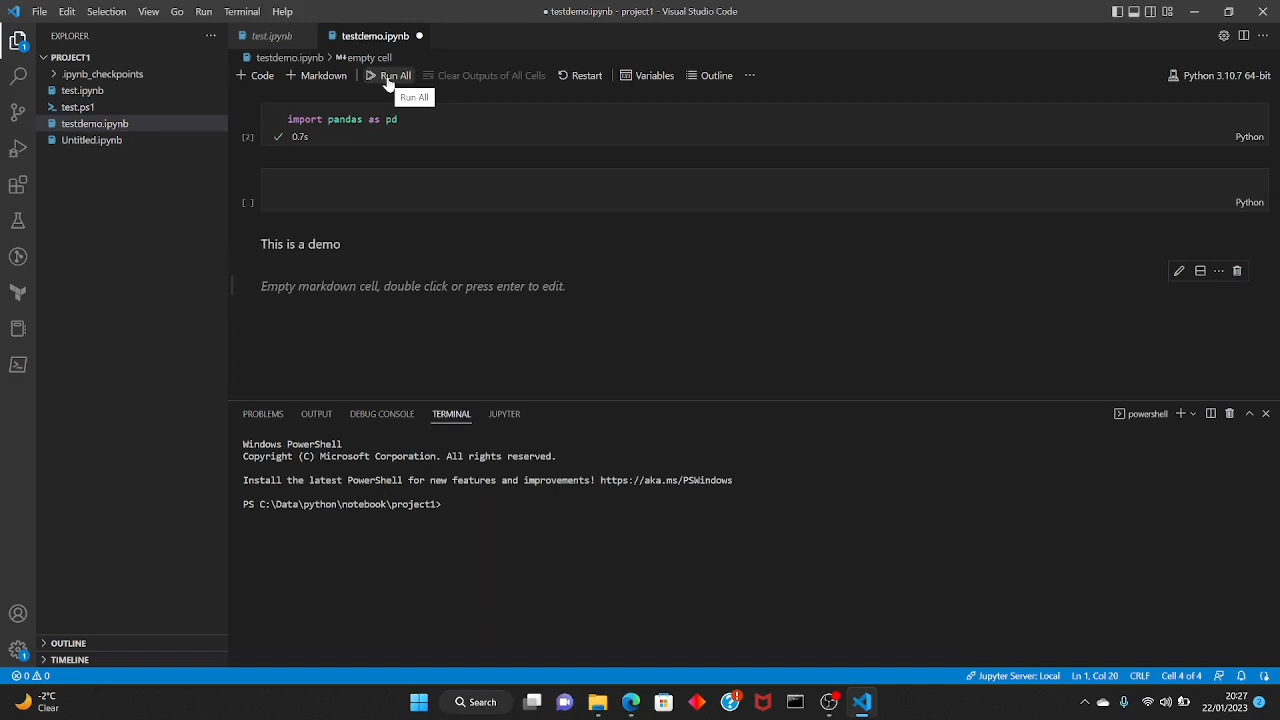 File Edit Selection View Go Run Terminal Help
● testdemo.ipynb - project1 - Visual Studio Code
EXPLORER
PROJECT1
.ipynb_checkpoints
test.ipynb
test.ps1
testdemo.ipynb
Untitled.ipynb
OUTLINE
TIMELINE
test.ipynb
testdemo.ipynb
testdemo.ipynb > M↓ empty cell
+ Code + Markdown Run All Clear Outputs of All Cells Restart Variables Outline ...
Python 3.10.7 64-bit
Run All
import pandas as pd
[2] ✓ 0.7s
Python
[ ]
Python
This is a demo
Empty markdown cell, double click or press enter to edit.
PROBLEMS OUTPUT DEBUG CONSOLE TERMINAL JUPYTER
powershell
Windows PowerShell
Copyright (C) Microsoft Corporation. All rights reserved.
Install the latest PowerShell for new features and improvements! https://aka.ms/PSWindows
PS C:\Data\python\notebook\project1>
1
1
0 0
Jupyter Server: Local Ln 1, Col 20 CRLF Cell 4 of 4
-2°C
Clear
Search
20:27
22/01/2023
2